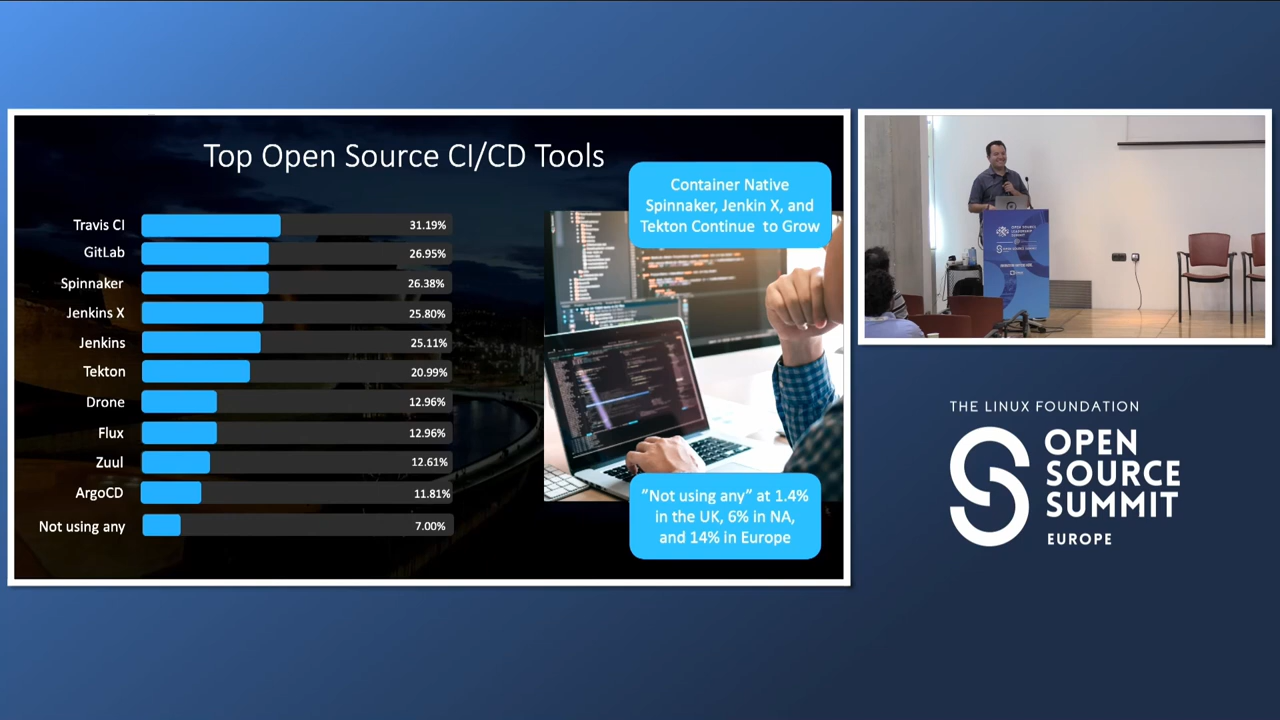 Top Open Source CI/CD Tools
Container Native
Spinnaker, Jenkin X, and
Tekton Continue to Grow
Travis CI 31.19%
GitLab 26.95%
Spinnaker 26.38%
Jenkins X 25.80%
Jenkins 25.11%
Tekton 20.99%
Drone 12.96%
Flux 12.96%
Zuul 12.61%
ArgoCD 11.81%
Not using any 7.00%
"Not using any" at 1.4%
in the UK, 6% in NA,
and 14% in Europe
THE LINUX FOUNDATION
OPEN
SOURCE
SUMMIT
EUROPE